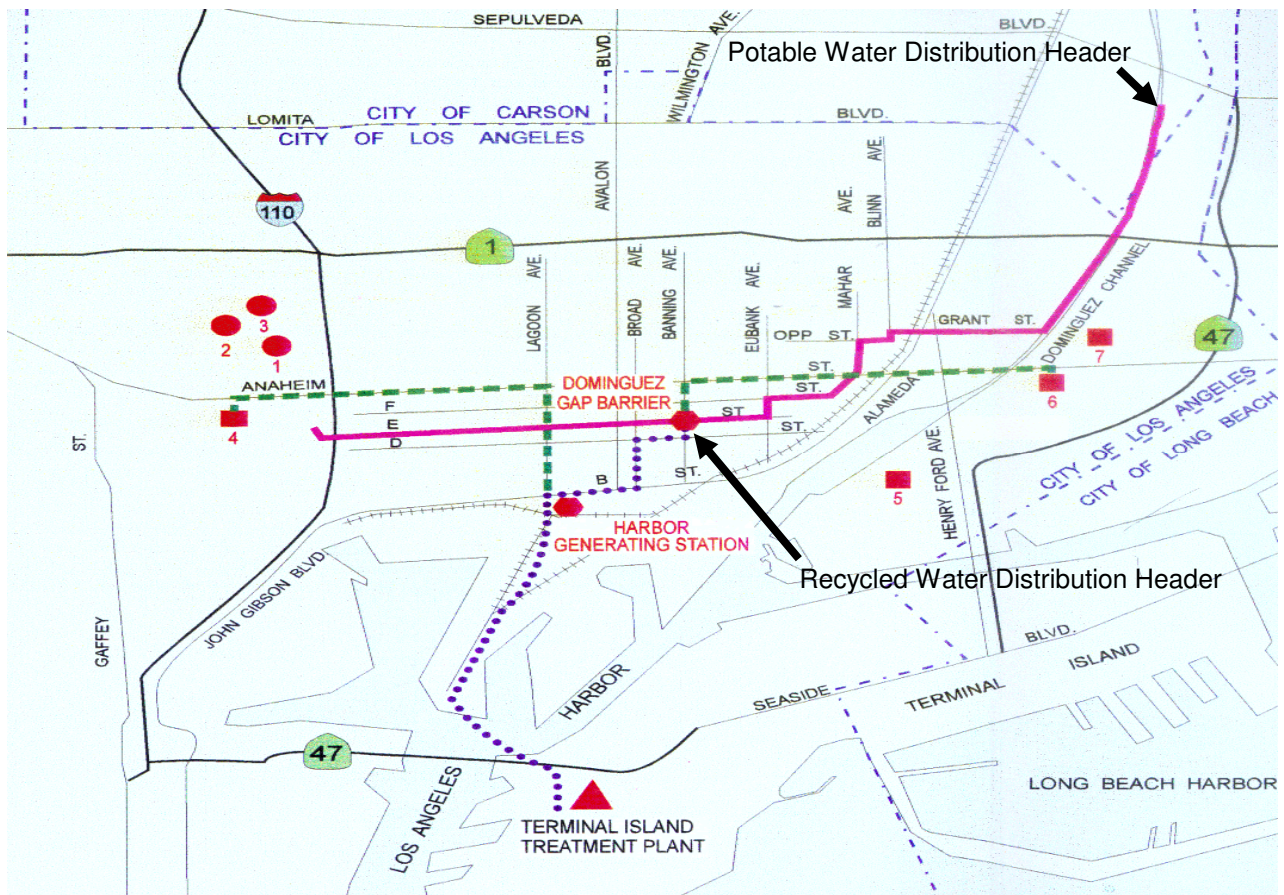 SEPULVEDA
BLVD.
WILMINGTON AVE.
BLVD.
Potable Water Distribution Header
CITY OF CARSON
LOMITA
CITY OF LOS ANGELES
BLVD.
110
1
AVALON
LAGOON AVE.
BROAD AVE.
BANNING AVE.
EUBANK AVE.
MAHAR AVE.
BLINN AVE.
OPP ST.
GRANT ST.
DOMINGUEZ CHANNEL
47
3
2
1
7
6
4
5
ANAHEIM
ST.
F
E
D
ST.
ST.
ST.
B
ST.
DOMINGUEZ
GAP BARRIER
ALAMEDA
HENRY FORD AVE.
CITY OF LOS ANGELES
CITY OF LONG BEACH
HARBOR
GENERATING STATION
Recycled Water Distribution Header
ST.
GAFFEY
JOHN GIBSON BLVD
HARBOR
LOS ANGELES
SEASIDE
BLVD.
TERMINAL ISLAND
47
LONG BEACH HARBOR
TERMINAL ISLAND
TREATMENT PLANT